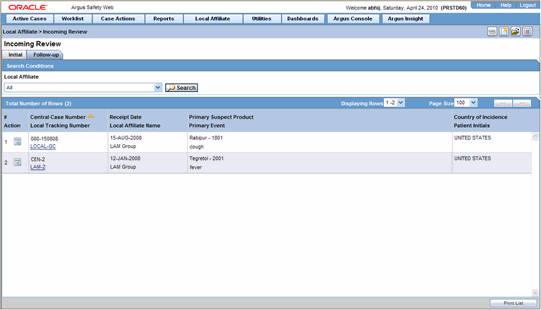 ORACLE Argus Safety Web Welcome abhij, Saturday, April 24, 2010 (PRSTD60) Home Help Logout
Active Cases Worklist Case Actions Reports Local Affiliate Utilities Dashboards Argus Console Argus Insight
Local Affiliate > Incoming Review
Incoming Review
Initial Follow-up
Search Conditions
Local Affiliate
All Search
Total Number of Rows (2) Displaying Rows 1 -2 Page Size 100
# Central Case Number Receipt Date Primary Suspect Product Country of Incidence
Action Local Tracking Number Local Affiliate Name Primary Event Patient Initials
1 080-150808 15-AUG-2008 Ratipur - 1801 UNITED STATES
LOCAL-GC LAM Group cough
2 CEN-2 12-JAN-2008 Tegretol - 2001 UNITED STATES
LAM-2 LAM Group fever
Print List